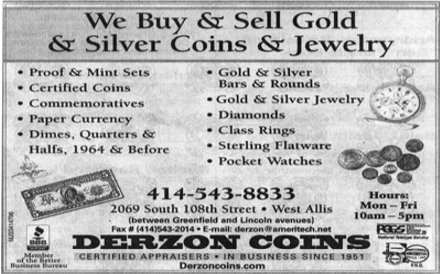 We Buy & Sell Gold
& Silver Coins & Jewelry
• Proof & Mint Sets
• Certified Coins
• Commemoratives
• Paper Currency
• Dimes, Quarters &
Halfs, 1964 & Before
• Gold & Silver
Bars & Rounds
• Gold & Silver Jewelry
• Diamonds
• Class Rings
• Sterling Flatware
• Pocket Watches
414-543-8833
2069 South 108th Street • West Allis
(between Greenfield and Lincoln avenues)
Fax # (414)543-2014 • E-mail: derzon@ameritech.net
Hours:
Mon – Fri
10am – 5pm
BBB
Member
of the Better
Business Bureau
DERZON COINS
CERTIFIED APPRAISERS • IN BUSINESS SINCE 1951
Derzoncoins.com
P.N.G.